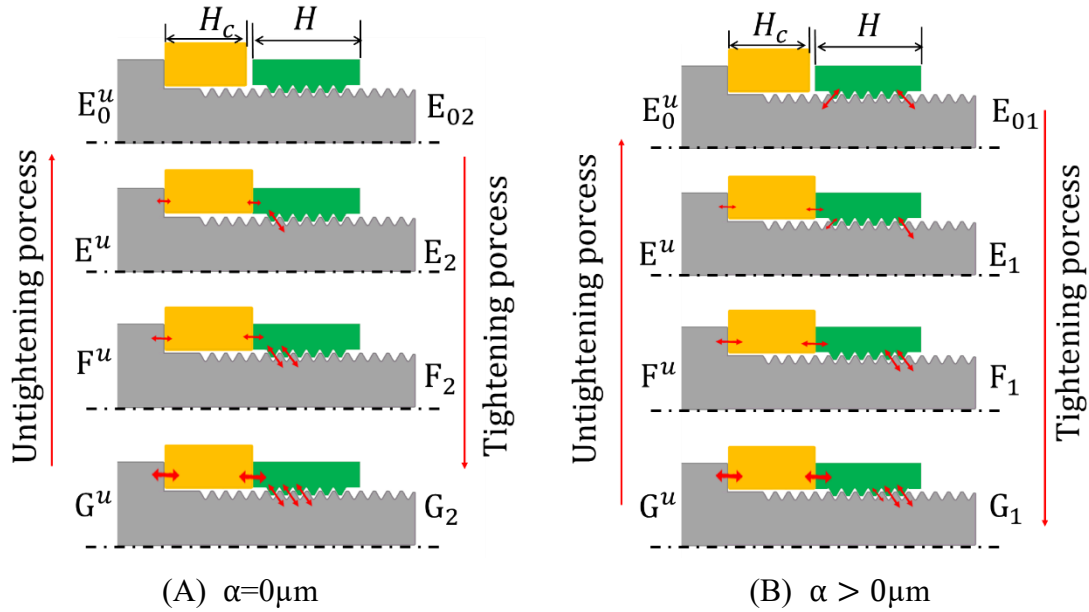 H_c H
E_0^u E_02
E^u E_2
F^u F_2
G^u G_2
Untightening porcess
Tightening porcess
(A) α=0μm
H_c H
E_0^u E_01
E^u E_1
F^u F_1
G^u G_1
Untightening porcess
Tightening porcess
(B) α > 0μm